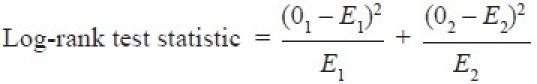 Log-rank test statistic = (0₁ – E₁)² / E₁ + (0₂ – E₂)² / E₂